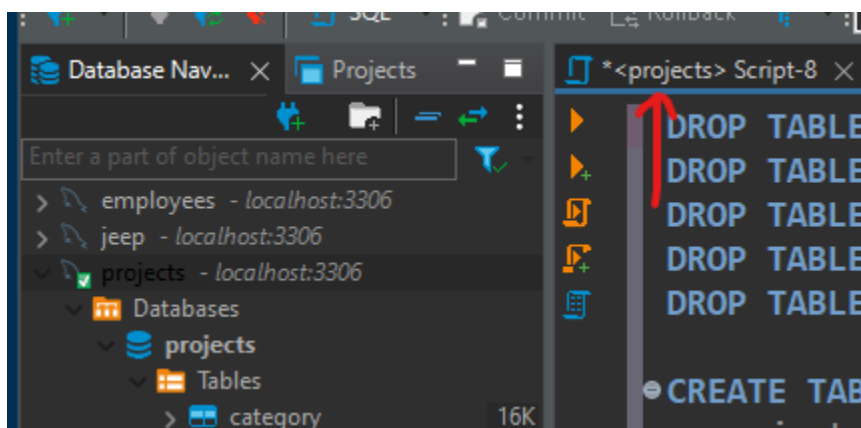 SQL Commit Rollback
Database Nav... Projects
*<projects> Script-8
Enter a part of object name here
employees - localhost:3306
jeep - localhost:3306
projects - localhost:3306
Databases
projects
Tables
category 16K
DROP TABLE
DROP TABLE
DROP TABLE
DROP TABLE
DROP TABLE
CREATE TAB